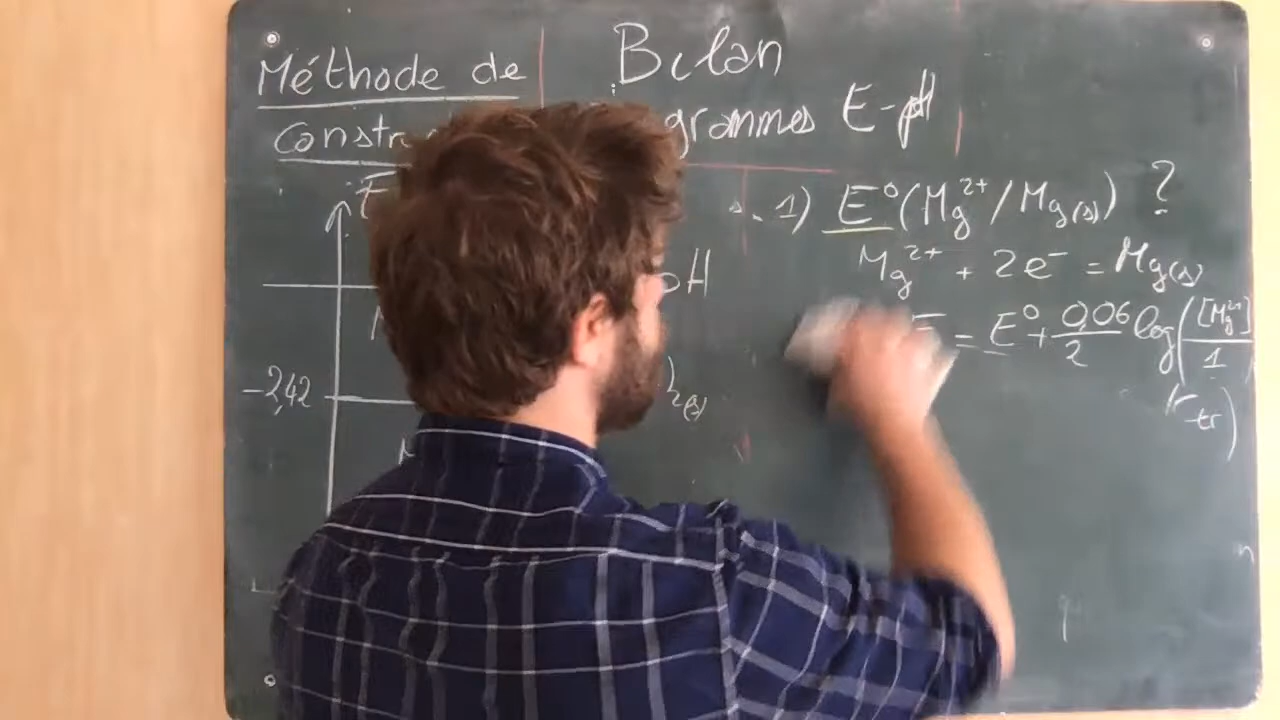 Bilan
Méthode de
grammes E-pH
1) E°(Mg²⁺/Mg(s)) ?
Mg²⁺ + 2e⁻ = Mg(s)
E = E° + 0,06/2 log([Mg²⁺]/1)
pH
-2,42
2(s)
tr)